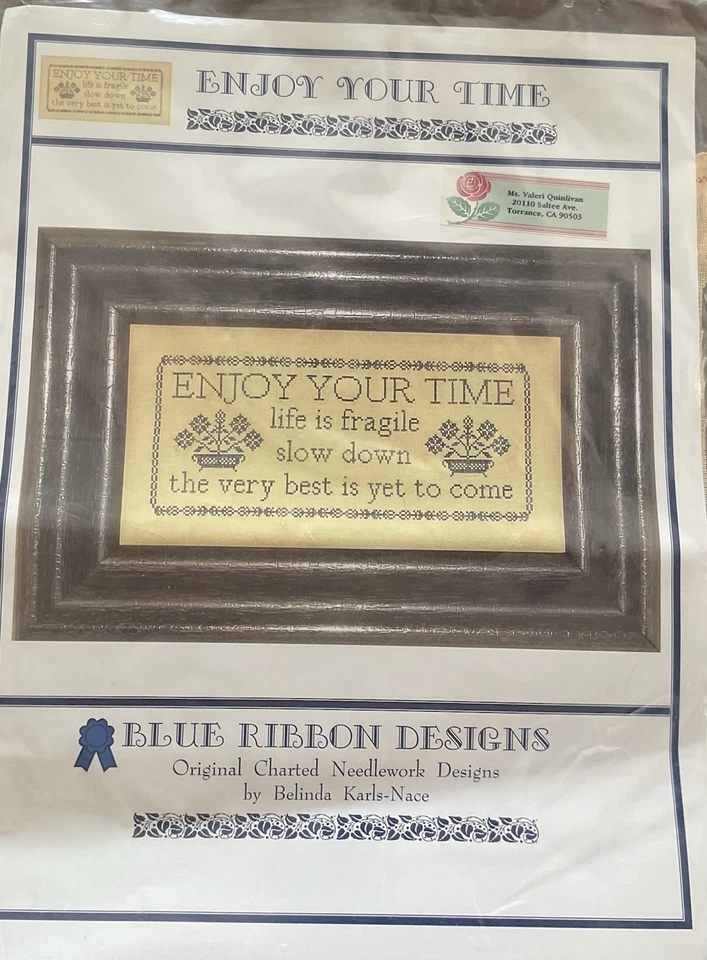 ENJOY YOUR TIME
life is fragile
slow down
the very best is yet to come
ENJOY YOUR TIME
Ms. Valeri Quinlivan
20110 Saltee Ave.
Torrance, CA 90503
ENJOY YOUR TIME
life is fragile
slow down
the very best is yet to come
BLUE RIBBON DESIGNS
Original Charted Needlework Designs
by Belinda Karls-Nace